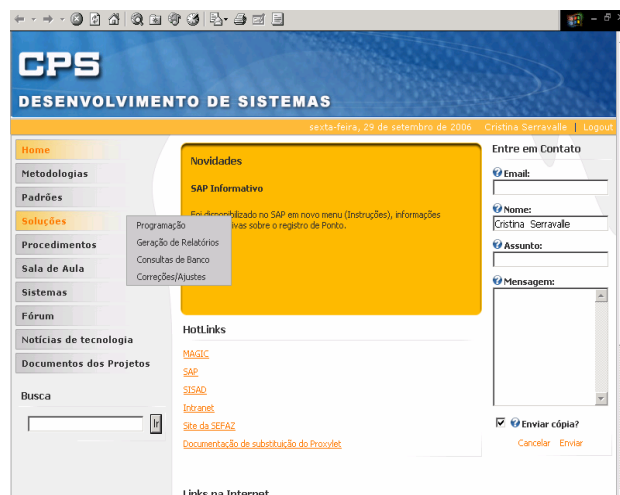 CPS
DESENVOLVIMENTO DE SISTEMAS
sexta-feira, 29 de setembro de 2006 Cristina Serravalle | Logout
Home
Metodologias
Padrões
Soluções
Procedimentos
Sala de Aula
Sistemas
Fórum
Notícias de tecnologia
Documentos dos Projetos
Busca
Ir
Programação
Geração de Relatórios
Consultas de Banco
Correções/Ajustes
Novidades
SAP Informativo
Foi disponibilizado no SAP em novo menu (Instruções), informações
ivas sobre o registro de Ponto.
HotLinks
MAGIC
SAP
SISAD
Intranet
Site da SEFAZ
Documentação de substituição do Proxylet
Links na Internet
Entre em Contato
Email:
Nome:
Cristina Serravalle
Assunto:
Mensagem:
Enviar cópia?
Cancelar Enviar